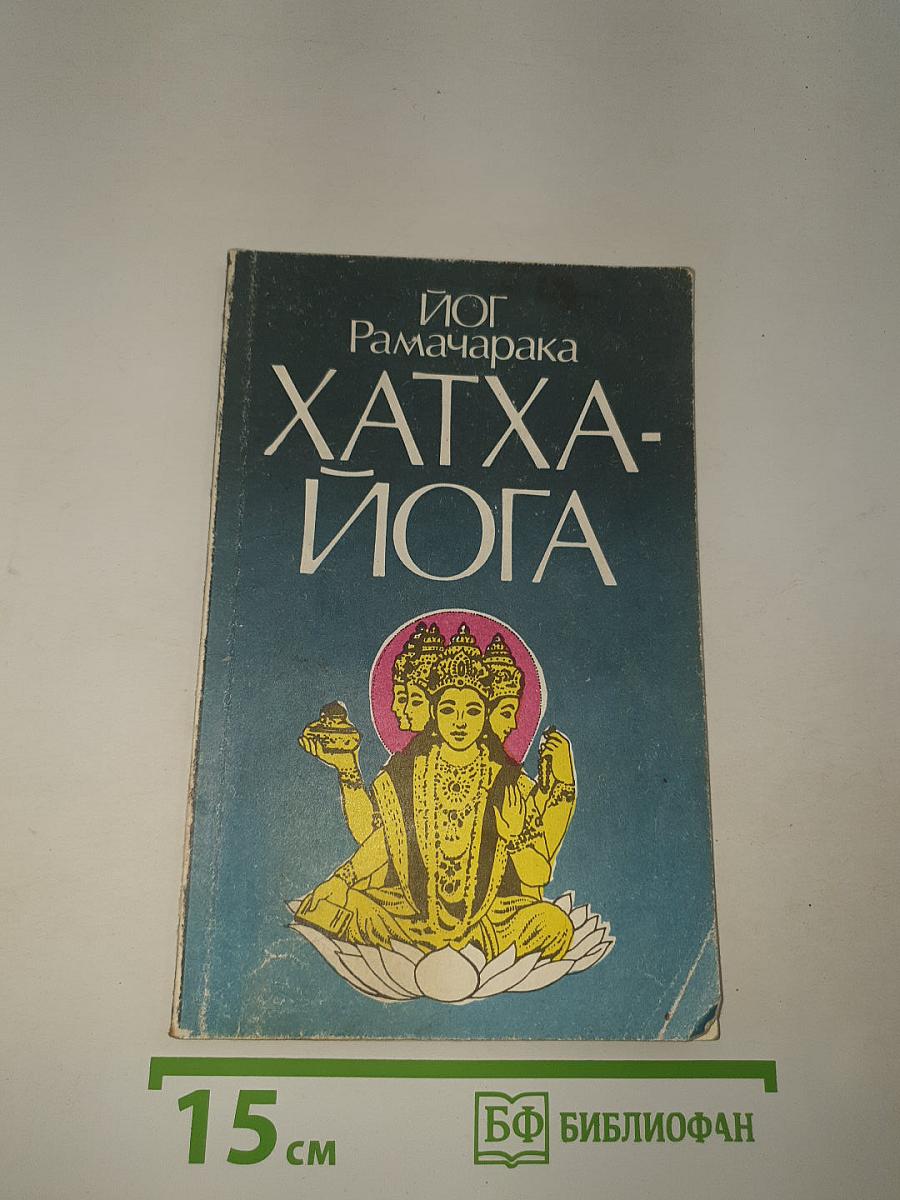 йог
Рамачарака
ХАТХА-
ЙОГА
15 см
БФ БИБЛИОФАН